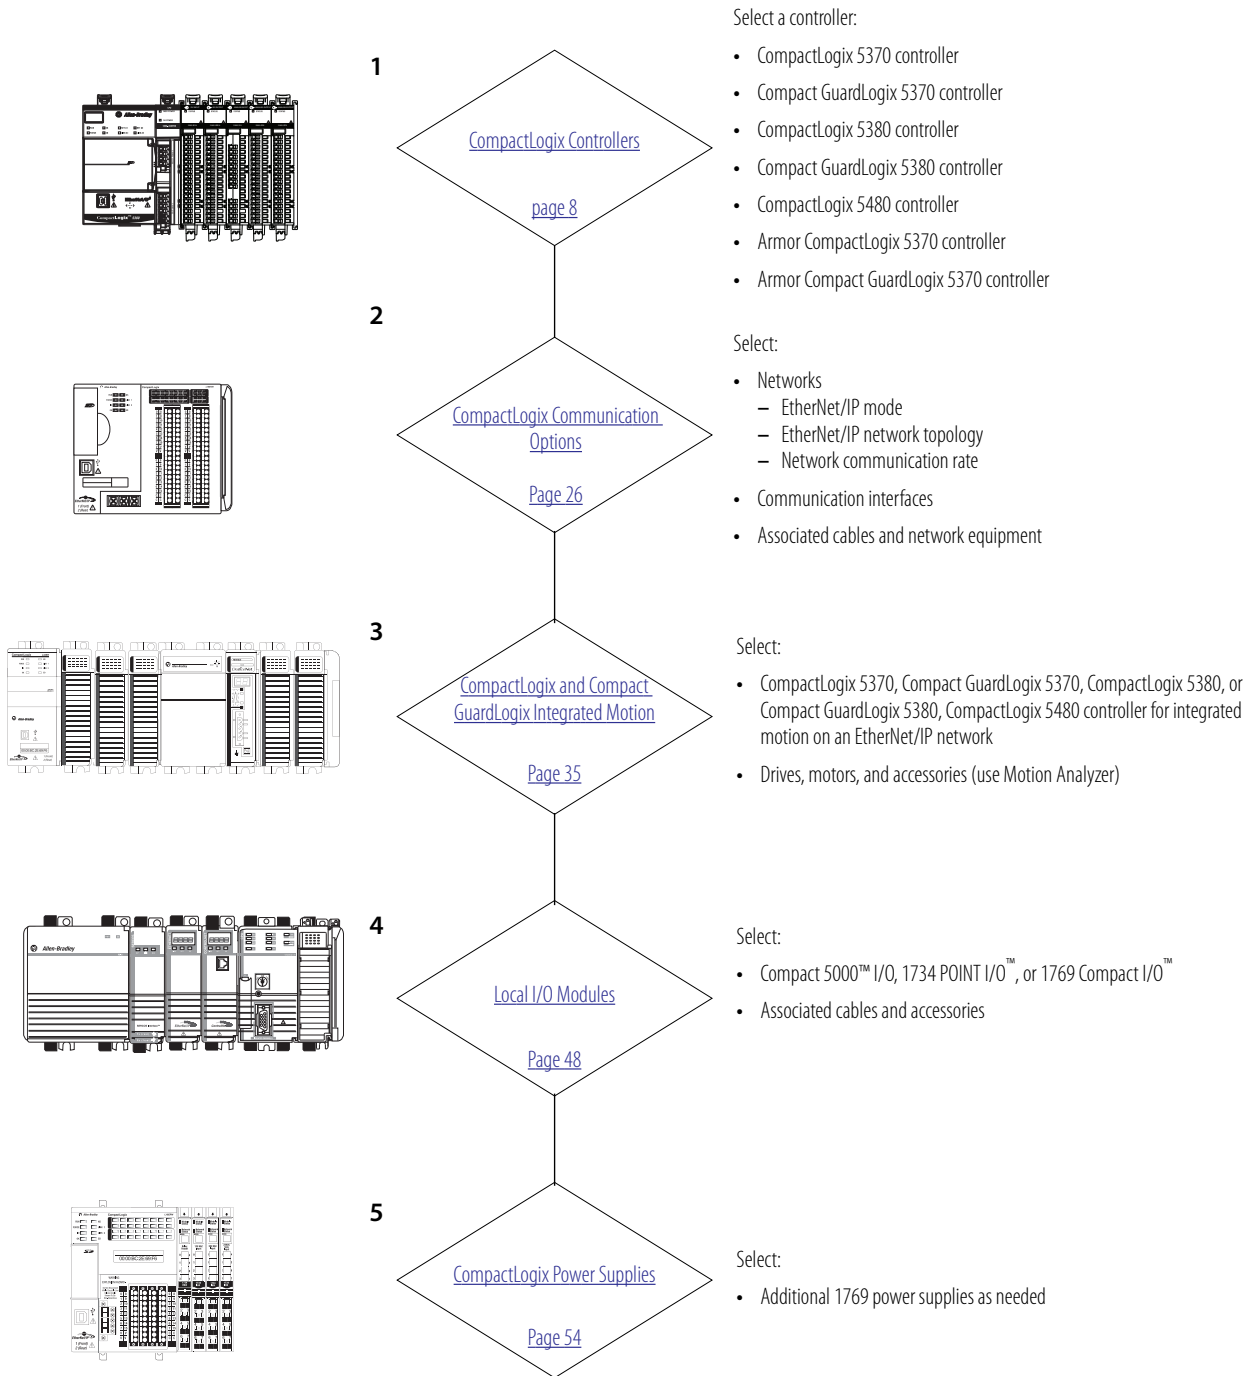 Select a controller:
1
• CompactLogix 5370 controller
• Compact GuardLogix 5370 controller
• CompactLogix 5380 controller
• Compact GuardLogix 5380 controller
• CompactLogix 5480 controller
• Armor CompactLogix 5370 controller
• Armor Compact GuardLogix 5370 controller
CompactLogix Controllers
page 8
Allen-Bradley
CompactLogix
2
CompactLogix Communication
Options
Page 26
Select:
• Networks
– EtherNet/IP mode
– EtherNet/IP network topology
– Network communication rate
• Communication interfaces
• Associated cables and network equipment
3
CompactLogix and Compact
GuardLogix Integrated Motion
Page 35
Select:
• CompactLogix 5370, Compact GuardLogix 5370, CompactLogix 5380, or
Compact GuardLogix 5380, CompactLogix 5480 controller for integrated
motion on an EtherNet/IP network
• Drives, motors, and accessories (use Motion Analyzer)
4
Allen-Bradley
Local I/O Modules
Page 48
Select:
• Compact 5000™ I/O, 1734 POINT I/O™, or 1769 Compact I/O™
• Associated cables and accessories
5
CompactLogix Power Supplies
Page 54
Select:
• Additional 1769 power supplies as needed